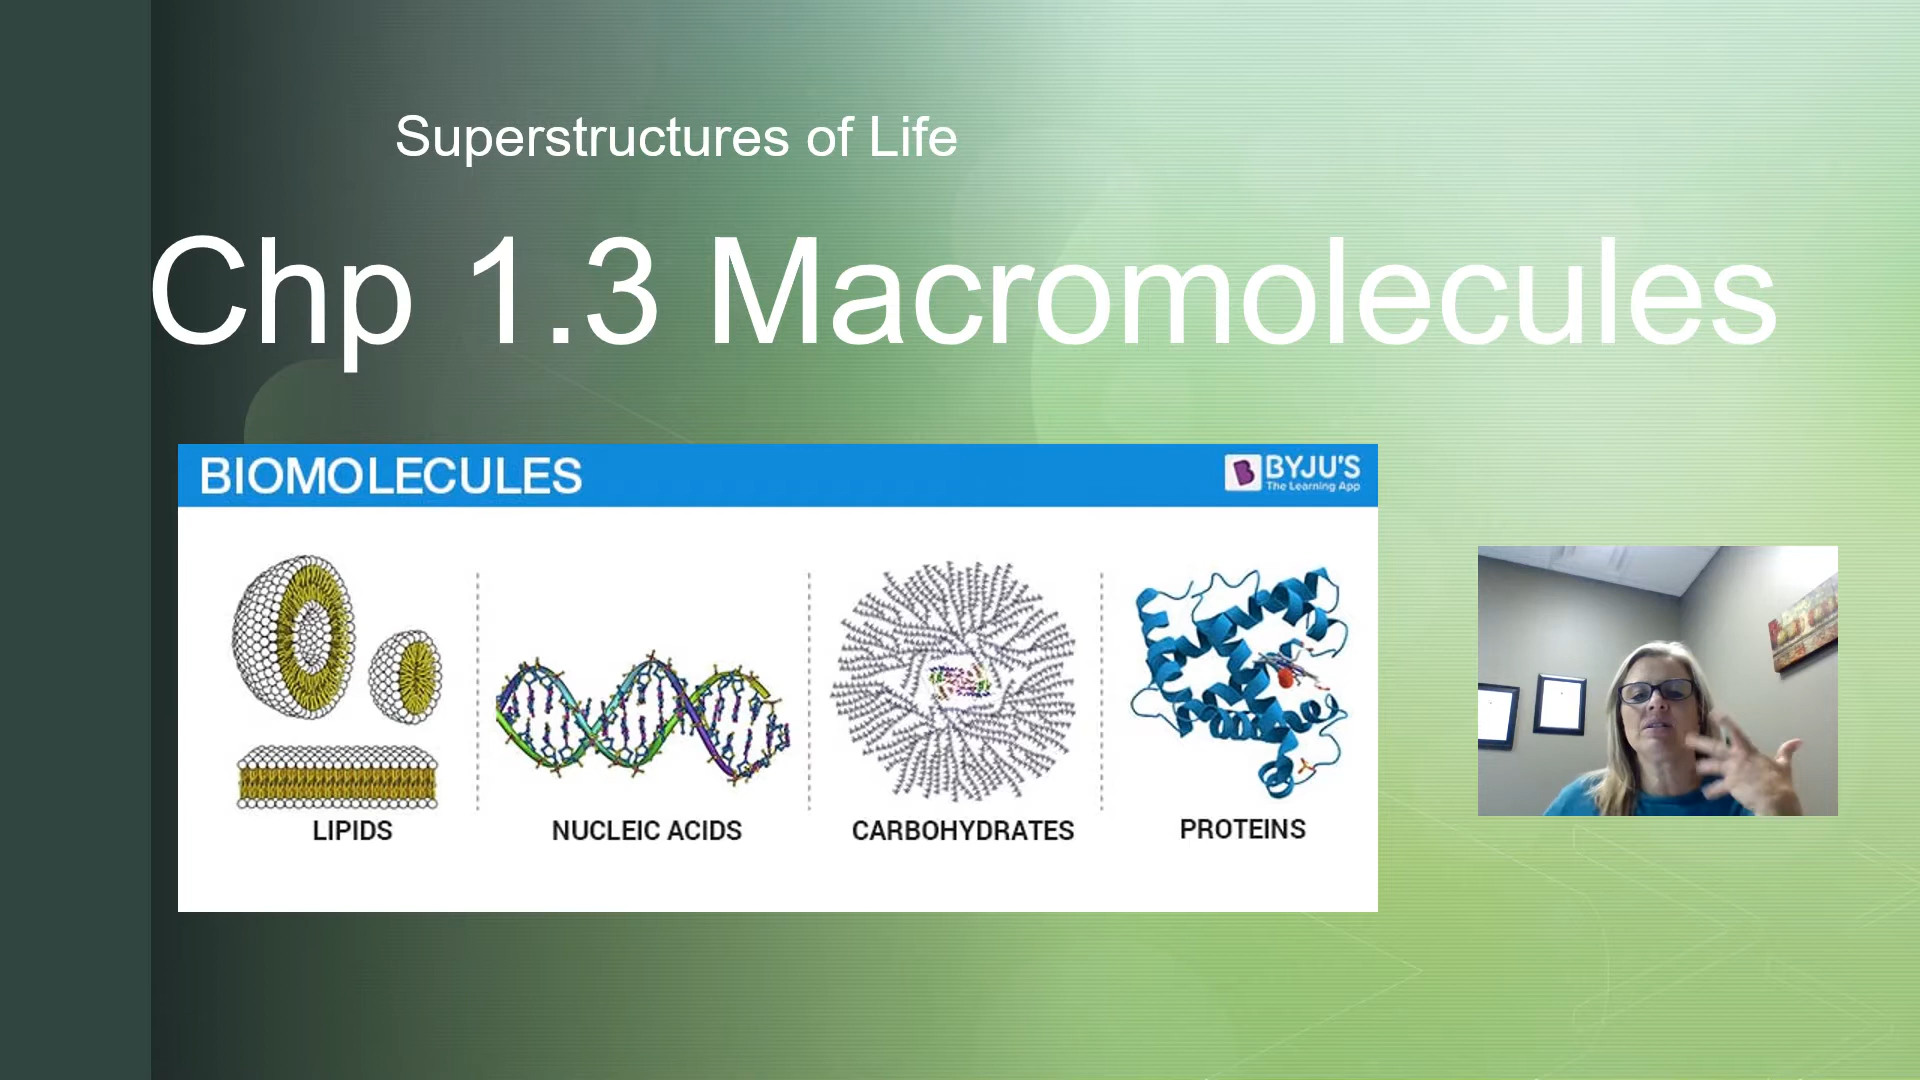 Superstructures of Life
Chp 1.3 Macromolecules
BIOMOLECULES
BYJU'S
The Learning App
LIPIDS
NUCLEIC ACIDS
CARBOHYDRATES
PROTEINS